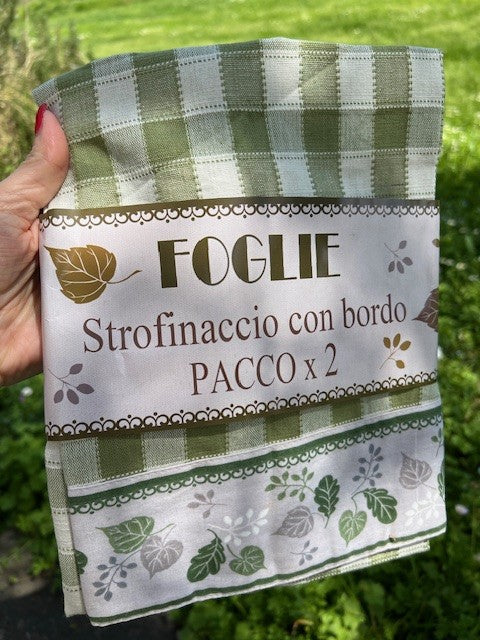 FOGLIE
Strofinaccio con bordo
PACCO x 2